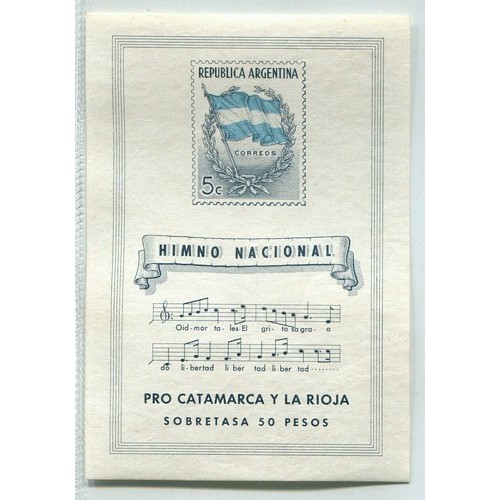 REPUBLICA ARGENTINA
CORREOS
5c
HIMNO NACIONAL
Oid-mor ta-les El gri-to sa gra-a
do li-bertad li ber tad li-ber tad ........
PRO CATAMARCA Y LA RIOJA
SOBRETASA 50 PESOS